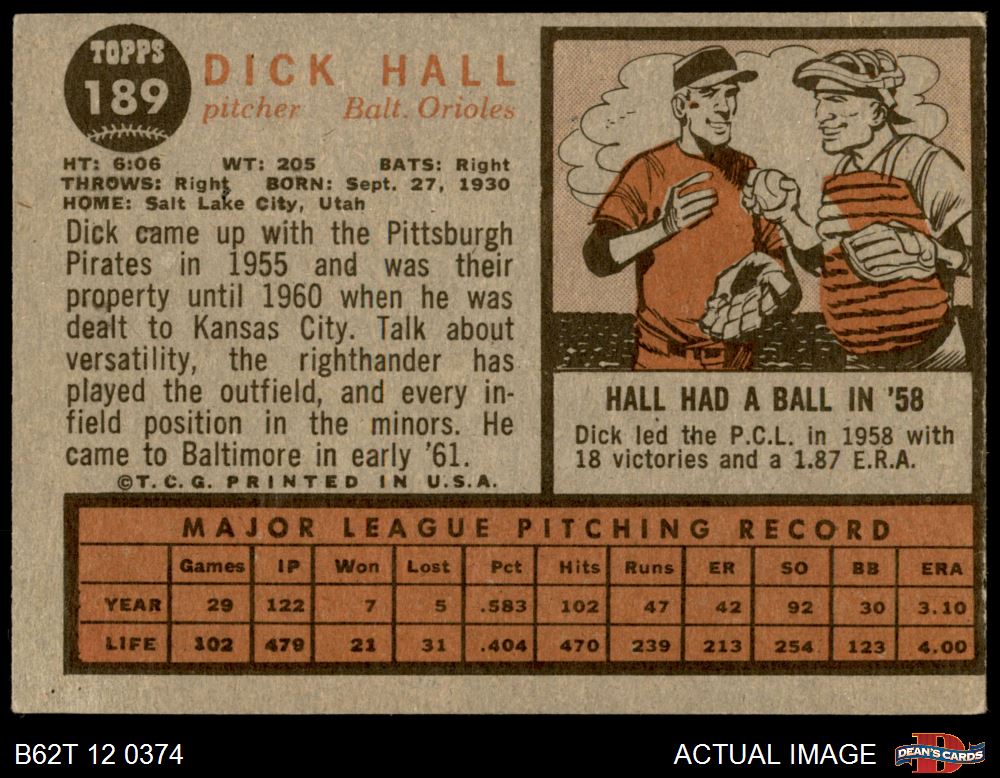 TOPPS
189
DICK HALL
pitcher Balt. Orioles
HT: 6:06 WT: 205 BATS: Right
THROWS: Right BORN: Sept. 27, 1930
HOME: Salt Lake City, Utah
Dick came up with the Pittsburgh
Pirates in 1955 and was their
property until 1960 when he was
dealt to Kansas City. Talk about
versatility, the righthander has
played the outfield, and every in-
field position in the minors. He
came to Baltimore in early '61.
©T.C.G. PRINTED IN U.S.A.
HALL HAD A BALL IN '58
Dick led the P.C.L. in 1958 with
18 victories and a 1.87 E.R.A.
MAJOR LEAGUE PITCHING RECORD
Games IP Won Lost Pct Hits Runs ER SO BB ERA
YEAR 29 122 7 5 .583 102 47 42 92 30 3.10
LIFE 102 479 21 31 .404 470 239 213 254 123 4.00
B62T 12 0374
ACTUAL IMAGE
DEAN'S CARDS